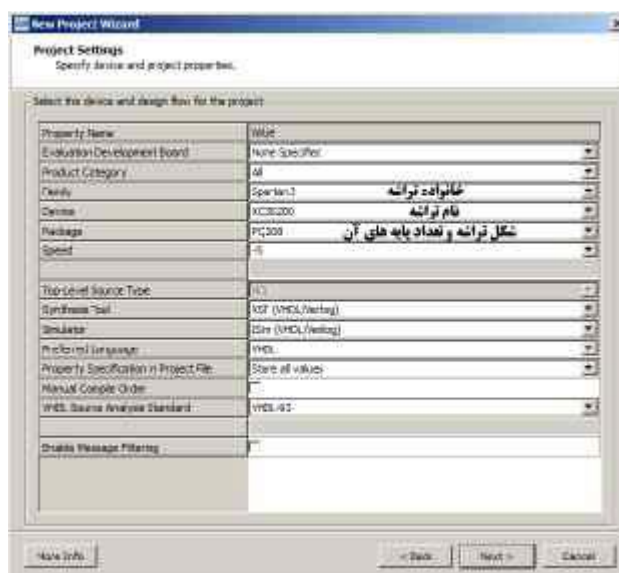 New Project Wizard
Project Settings
Specify device and project properties.
Select the device and design flow for the project
Property Name Value
Evaluation Development Board None Specified
Product Category All
Family Spartan3 خانواده تراشه
Device XC3S200 نام تراشه
Package PQ208 شکل تراشه و تعداد پایه های آن
Speed -5
Top-Level Source Type
Synthesis Tool XST (VHDL/Verilog)
Simulator ISim (VHDL/Verilog)
Preferred Language VHDL
Property Specification in Project File Store all values
Manual Compile Order
VHDL Source Analysis Standard VHDL-93
Enable Message Filtering
More Info < Back Next > Cancel